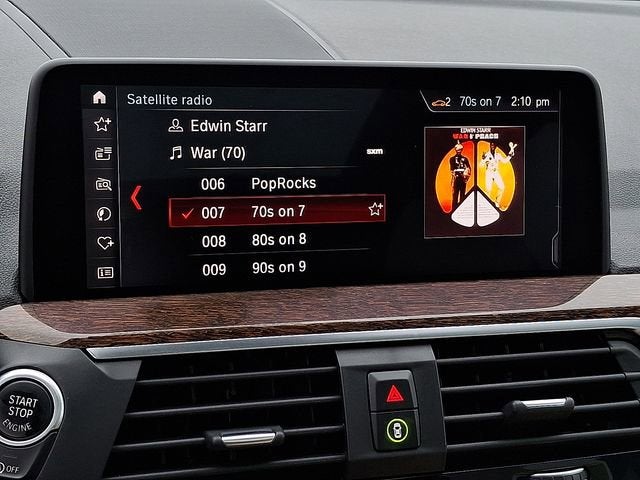 Satellite radio
2 70s on 7 2:10 pm
Edwin Starr
War (70)
sxm
006 PopRocks
007 70s on 7
008 80s on 8
009 90s on 9
EDWIN STARR
WAR & PEACE
START
STOP
ENGINE
OFF